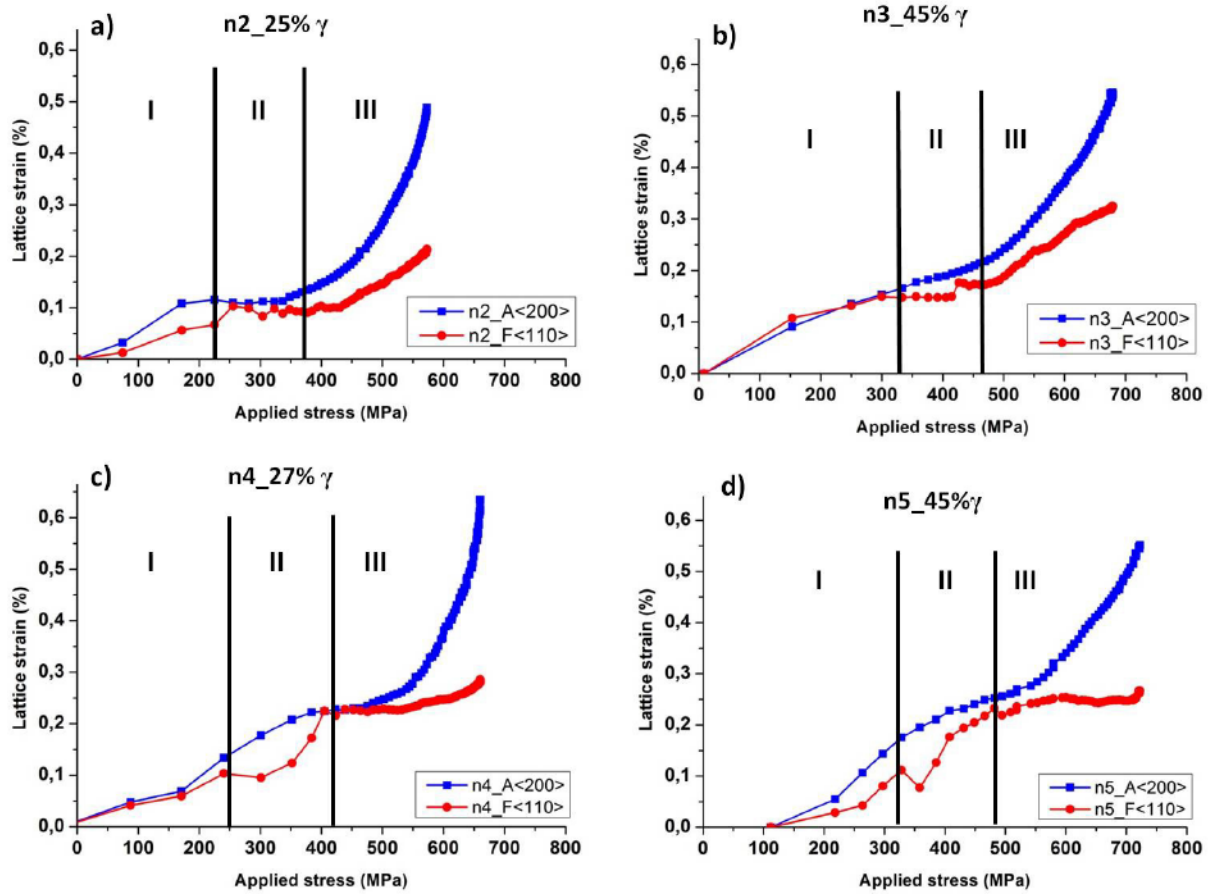 a)
n2_25% γ
I II III
Lattice strain (%)
0,6
0,5
0,4
0,3
0,2
0,1
0,0
n2_A<200>
n2_F<110>
0 100 200 300 400 500 600 700 800
Applied stress (MPa)
b)
n3_45% γ
I II III
Lattice strain (%)
0,6
0,5
0,4
0,3
0,2
0,1
0,0
n3_A<200>
n3_F<110>
0 100 200 300 400 500 600 700 800
Applied stress (MPa)
c)
n4_27% γ
I II III
Lattice strain (%)
0,6
0,5
0,4
0,3
0,2
0,1
0,0
n4_A<200>
n4_F<110>
0 100 200 300 400 500 600 700 800
Applied stress (MPa)
d)
n5_45%γ
I II III
Lattice strain (%)
0,6
0,5
0,4
0,3
0,2
0,1
0,0
n5_A<200>
n5_F<110>
0 100 200 300 400 500 600 700 800
Applied stress (MPa)